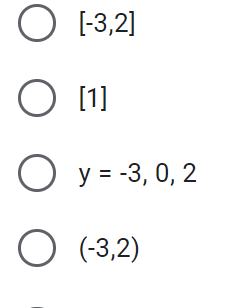 [-3,2]
[1]
y = -3, 0, 2
(-3,2)